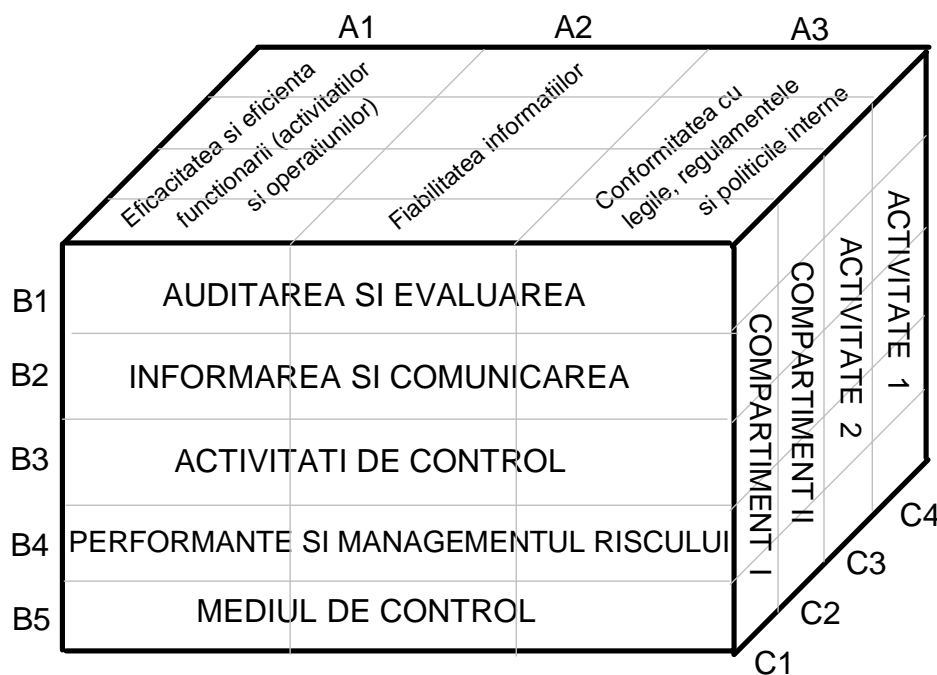 A1
A2
A3
Eficacitatea si eficienta
functionarii (activitatilor
si operatiunilor)
Fiabilitatea informatiilor
Conformitatea cu
legile, regulamentele
si politicile interne
B1
AUDITAREA SI EVALUAREA
B2
INFORMAREA SI COMUNICAREA
B3
ACTIVITATI DE CONTROL
B4
PERFORMANTE SI MANAGEMENTUL RISCULUI
B5
MEDIUL DE CONTROL
COMPARTIMENT I
COMPARTIMENT II
ACTIVITATE 2
ACTIVITATE 1
C1
C2
C3
C4